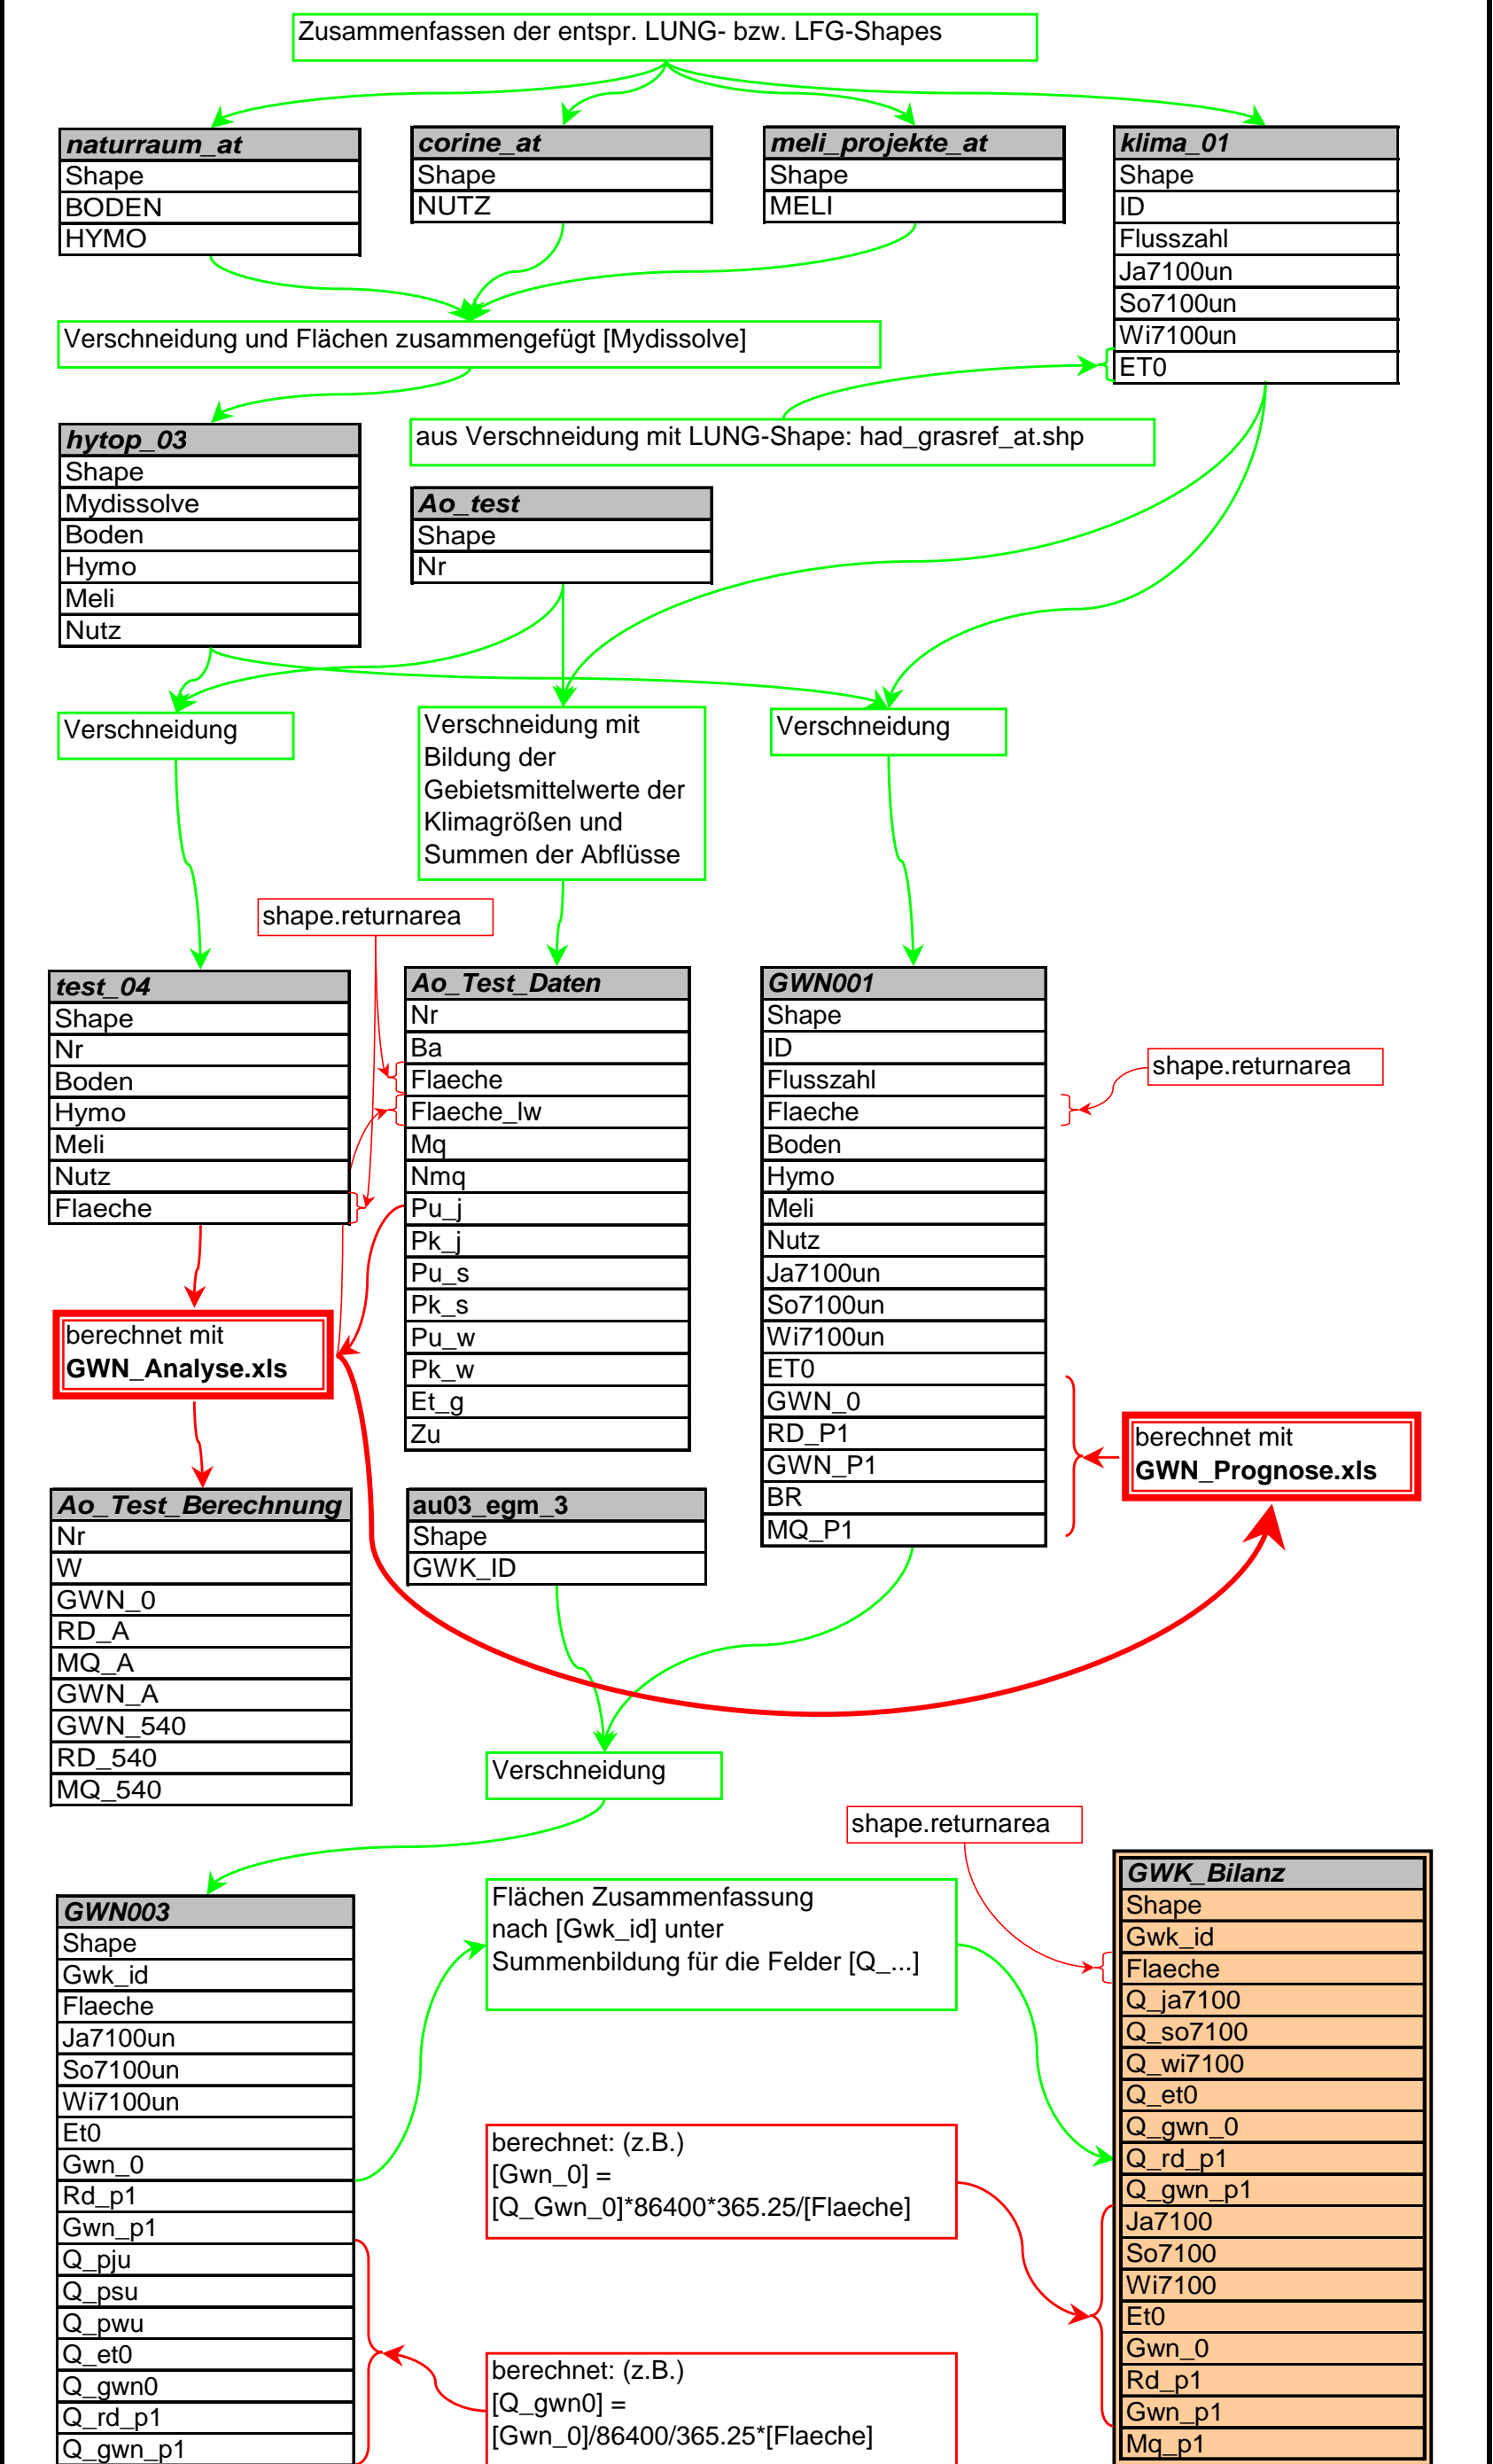 Zusammenfassen der entspr. LUNG- bzw. LFG-Shapes
naturraum_at
Shape
BODEN
HYMO
corine_at
Shape
NUTZ
meli_projekte_at
Shape
MELI
klima_01
Shape
ID
Flusszahl
Ja7100un
So7100un
Wi7100un
ET0
Verschneidung und Flächen zusammengefügt [Mydissolve]
aus Verschneidung mit LUNG-Shape: had_grasref_at.shp
hytop_03
Shape
Mydissolve
Boden
Hymo
Meli
Nutz
Ao_test
Shape
Nr
Verschneidung
Verschneidung mit
Bildung der
Gebietsmittelwerte der
Klimagrößen und
Summen der Abflüsse
Verschneidung
shape.returnarea
test_04
Shape
Nr
Boden
Hymo
Meli
Nutz
Flaeche
Ao_Test_Daten
Nr
Ba
Flaeche
Flaeche_lw
Mq
Nmq
Pu_j
Pk_j
Pu_s
Pk_s
Pu_w
Pk_w
Et_g
Zu
GWN001
Shape
ID
Flusszahl
Flaeche
Boden
Hymo
Meli
Nutz
Ja7100un
So7100un
Wi7100un
ET0
GWN_0
RD_P1
GWN_P1
BR
MQ_P1
shape.returnarea
berechnet mit
GWN_Analyse.xls
berechnet mit
GWN_Prognose.xls
Ao_Test_Berechnung
Nr
W
GWN_0
RD_A
MQ_A
GWN_A
GWN_540
RD_540
MQ_540
au03_egm_3
Shape
GWK_ID
Verschneidung
shape.returnarea
GWN003
Shape
Gwk_id
Flaeche
Ja7100un
So7100un
Wi7100un
Et0
Gwn_0
Rd_p1
Gwn_p1
Q_pju
Q_psu
Q_pwu
Q_et0
Q_gwn0
Q_rd_p1
Q_gwn_p1
Flächen Zusammenfassung
nach [Gwk_id] unter
Summenbildung für die Felder [Q_...]
berechnet: (z.B.)
[Gwn_0] =
[Q_Gwn_0]*86400*365.25/[Flaeche]
berechnet: (z.B.)
[Q_gwn0] =
[Gwn_0]/86400/365.25*[Flaeche]
GWK_Bilanz
Shape
Gwk_id
Flaeche
Q_ja7100
Q_so7100
Q_wi7100
Q_et0
Q_gwn_0
Q_rd_p1
Q_gwn_p1
Ja7100
So7100
Wi7100
Et0
Gwn_0
Rd_p1
Gwn_p1
Mq_p1